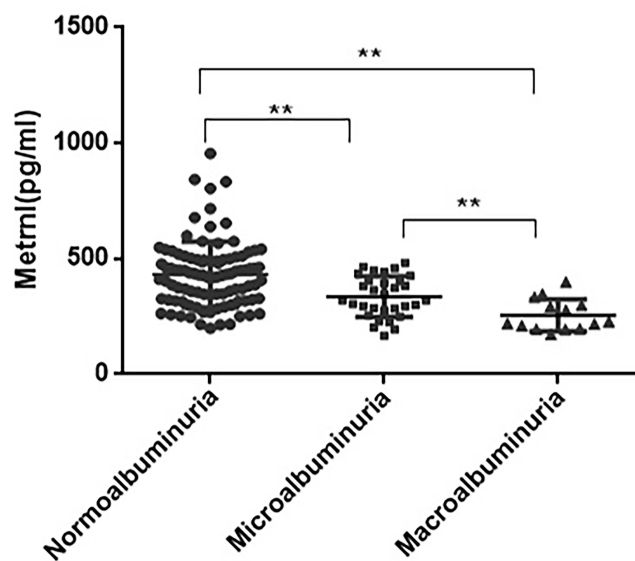 1500
**
**
1000
Metrnl(pg/ml)
**
500
0
Normoalbuminuria
Microalbuminuria
Macroalbuminuria